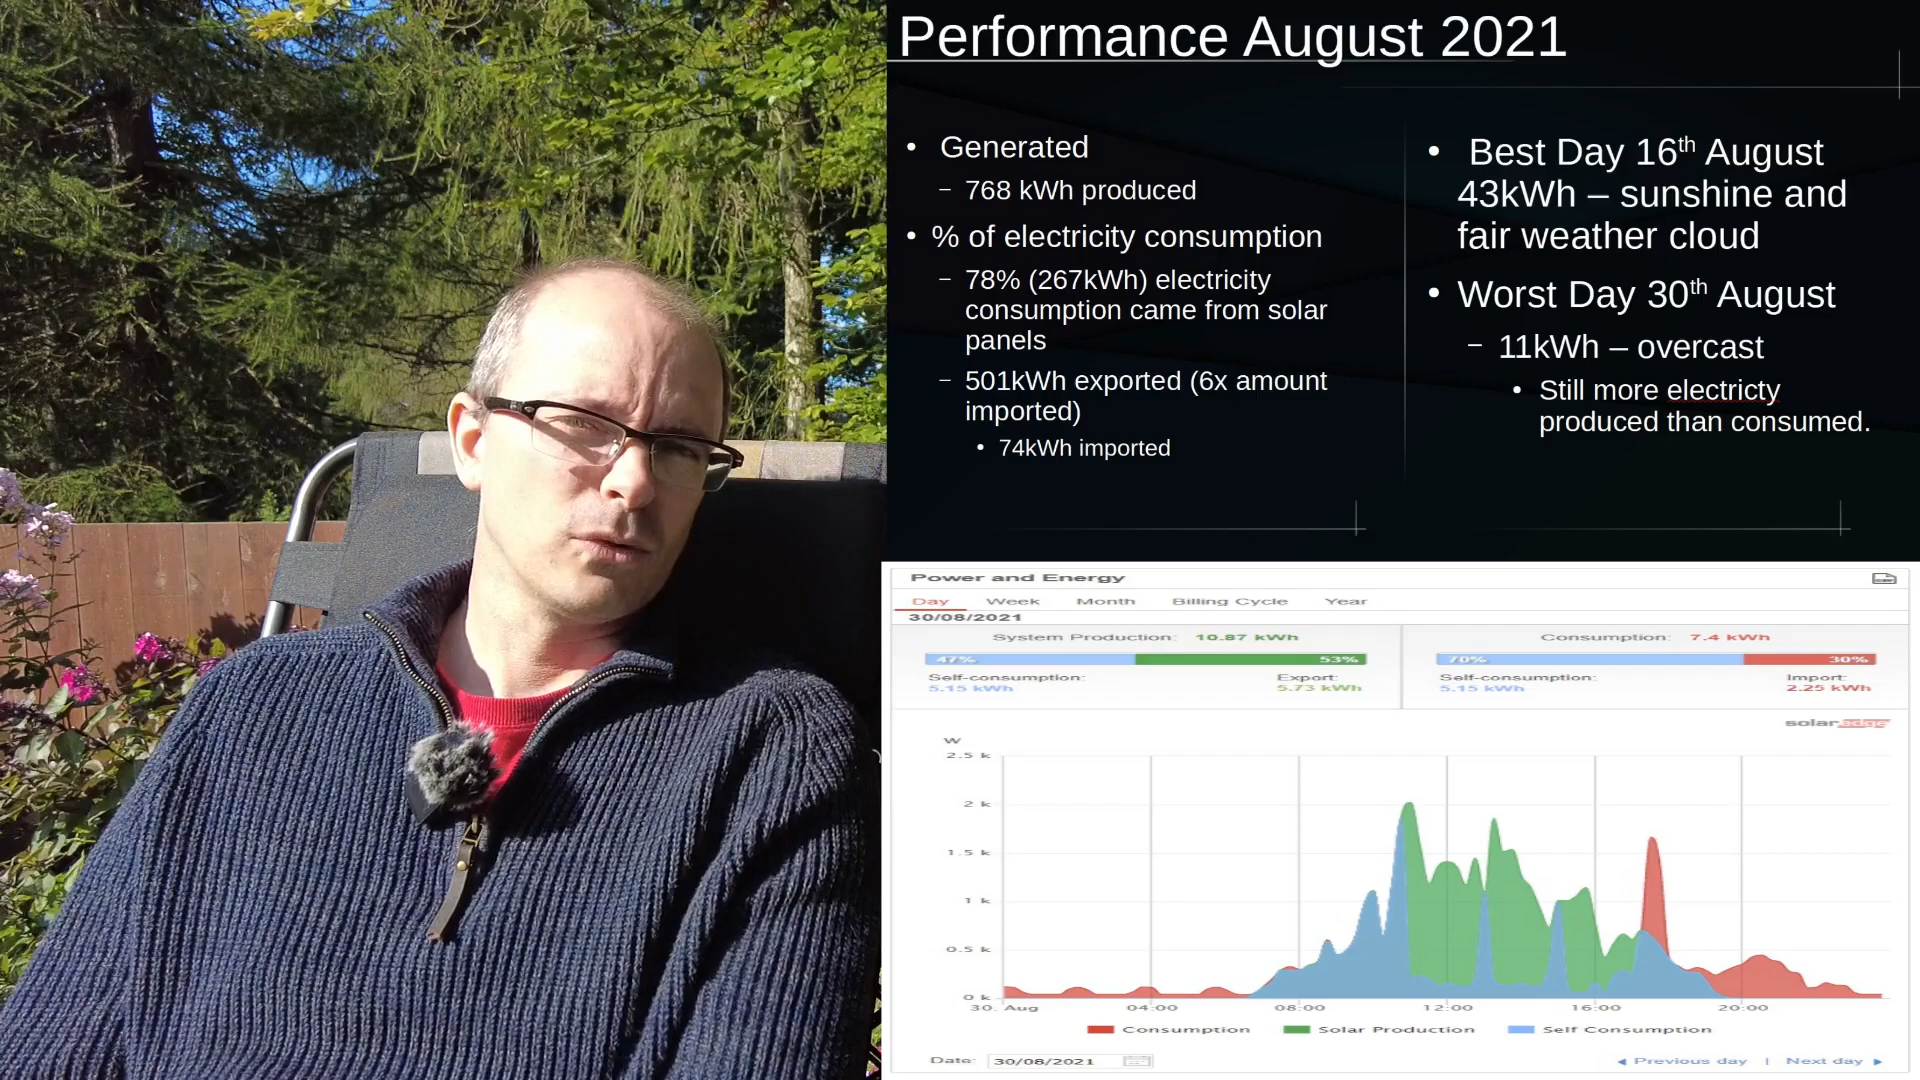 Performance August 2021
• Generated
– 768 kWh produced
• % of electricity consumption
– 78% (267kWh) electricity
consumption came from solar
panels
– 501kWh exported (6x amount
imported)
• 74kWh imported
• Best Day 16th August
43kWh – sunshine and
fair weather cloud
• Worst Day 30th August
– 11kWh – overcast
• Still more electricty
produced than consumed.
Power and Energy
Day Week Month Billing Cycle Year
30/08/2021
System Production: 10.87 kWh
47% 53%
Self-consumption: Export:
5.15 kWh 5.73 kWh
Consumption: 7.4 kWh
70% 30%
Self-consumption: Import:
5.15 kWh 2.25 kWh
solaredge
W
2.5 k
2 k
1.5 k
1 k
0.5 k
0 k
30. Aug 04:00 08:00 12:00 16:00 20:00
Consumption Solar Production Self Consumption
Date: 30/08/2021 Previous day | Next day